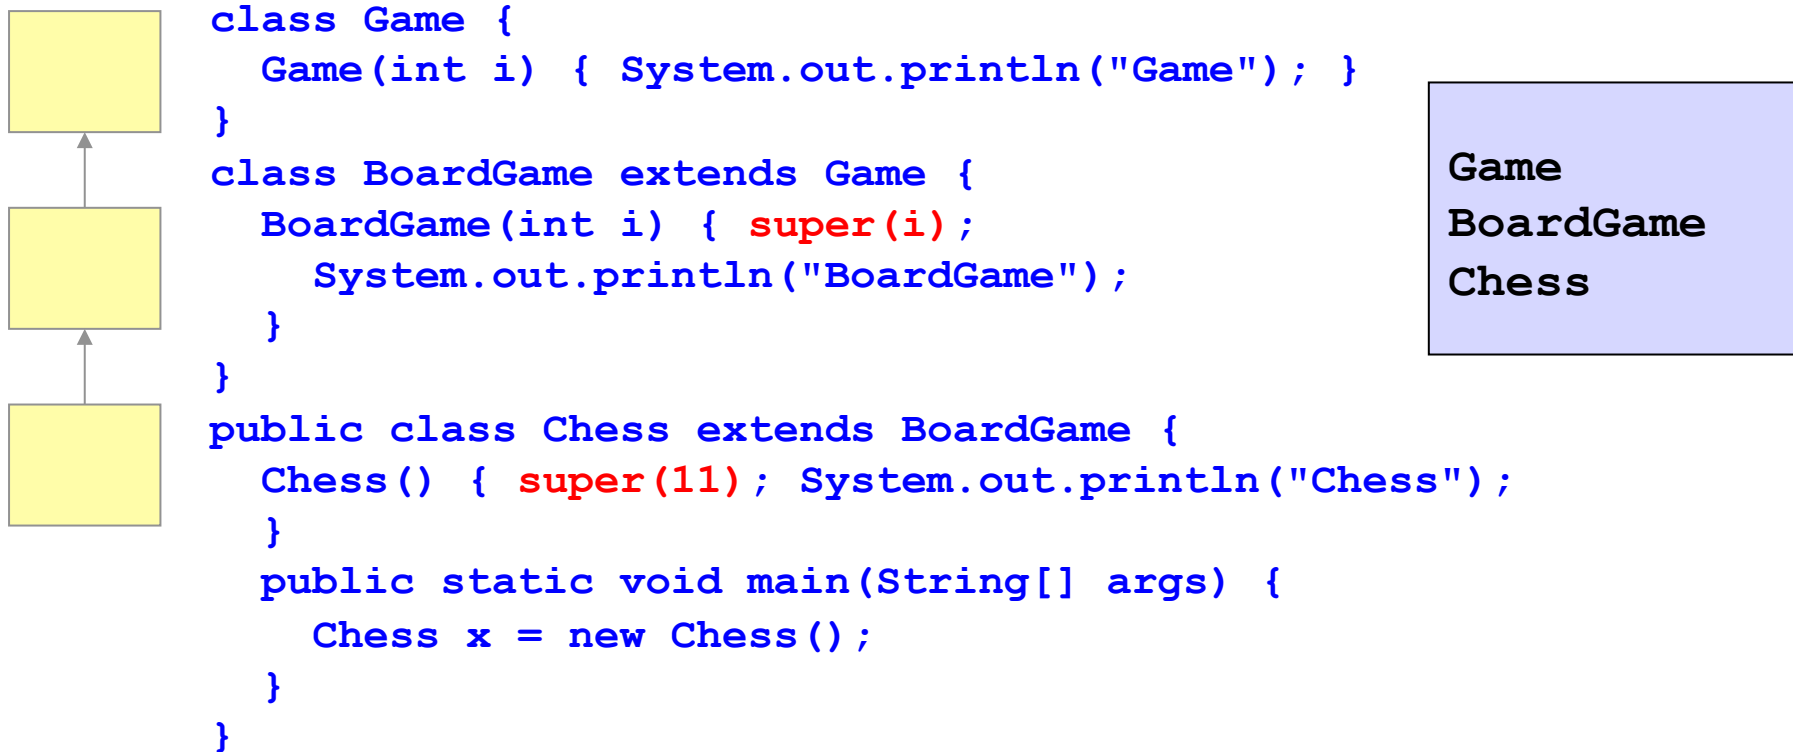 class Game {
  Game(int i) { System.out.println("Game"); }
}
class BoardGame extends Game {
  BoardGame(int i) { super(i);
    System.out.println("BoardGame");
  }
}
public class Chess extends BoardGame {
  Chess() { super(11); System.out.println("Chess");
  }
  public static void main(String[] args) {
    Chess x = new Chess();
  }
}
Game
BoardGame
Chess